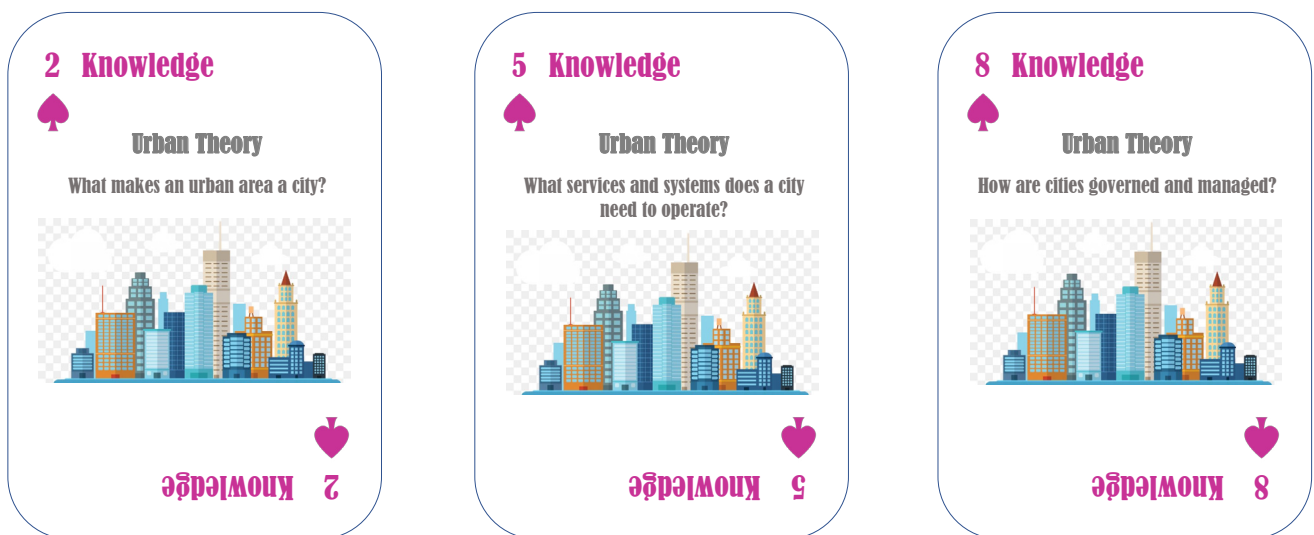 2 Knowledge
Urban Theory
What makes an urban area a city?
2 Knowledge
5 Knowledge
Urban Theory
What services and systems does a city
need to operate?
5 Knowledge
8 Knowledge
Urban Theory
How are cities governed and managed?
8 Knowledge